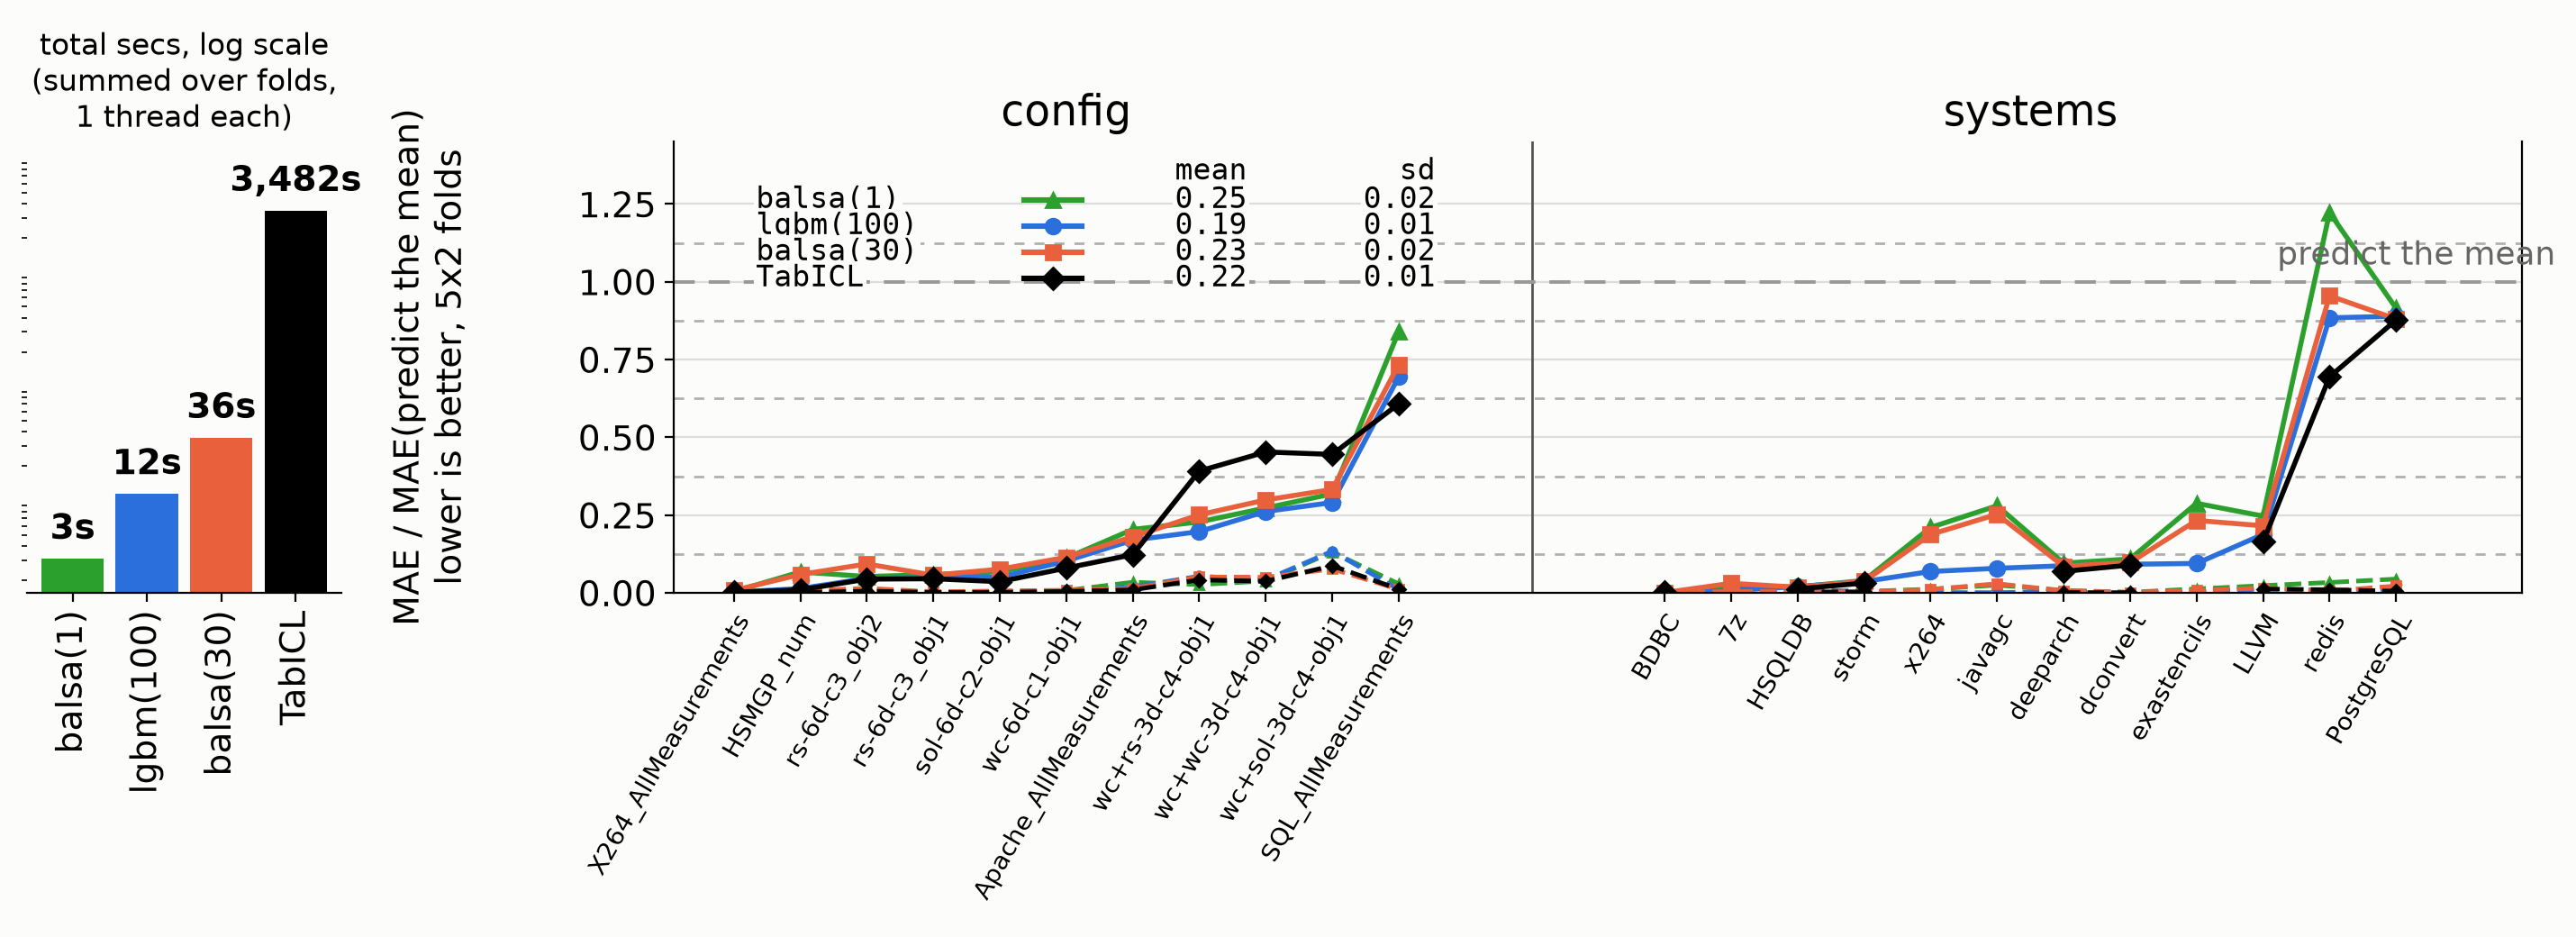 total secs, log scale
(summed over folds,
1 thread each)
3,482s
36s
12s
3s
balsa(1)
lgbm(100)
balsa(30)
TabICL
MAE / MAE(predict the mean)
lower is better, 5x2 folds
config
systems
mean sd
balsa(1) 0.25 0.02
lgbm(100) 0.19 0.01
balsa(30) 0.23 0.02
TabICL 0.22 0.01
predict the mean
1.25
1.00
0.75
0.50
0.25
0.00
X264_AllMeasurements
HSMGP_num
rs-6d-c3_obj2
rs-6d-c3_obj1
sol-6d-c2-obj1
wc-6d-c1-obj1
Apache_AllMeasurements
wc+rs-3d-c4-obj1
wc+wc-3d-c4-obj1
wc+sol-3d-c4-obj1
SQL_AllMeasurements
BDBC
7z
HSQLDB
storm
x264
javagc
deeparch
dconvert
exastencils
LLVM
redis
PostgreSQL